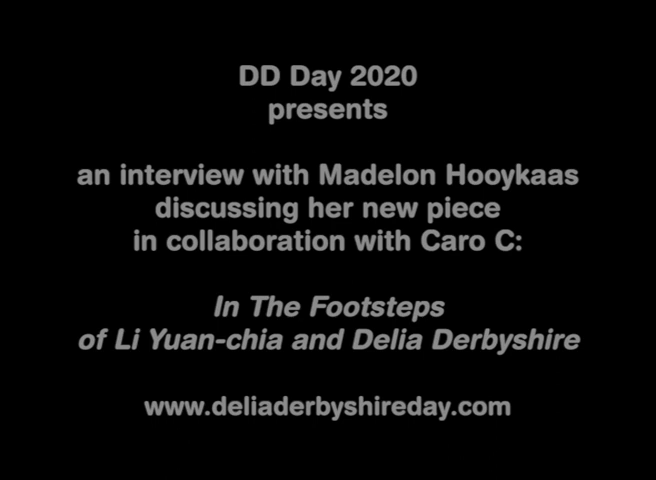 DD Day 2020
presents
an interview with Madelon Hooykaas
discussing her new piece
in collaboration with Caro C:
In The Footsteps
of Li Yuan-chia and Delia Derbyshire
www.deliaderbyshireday.com